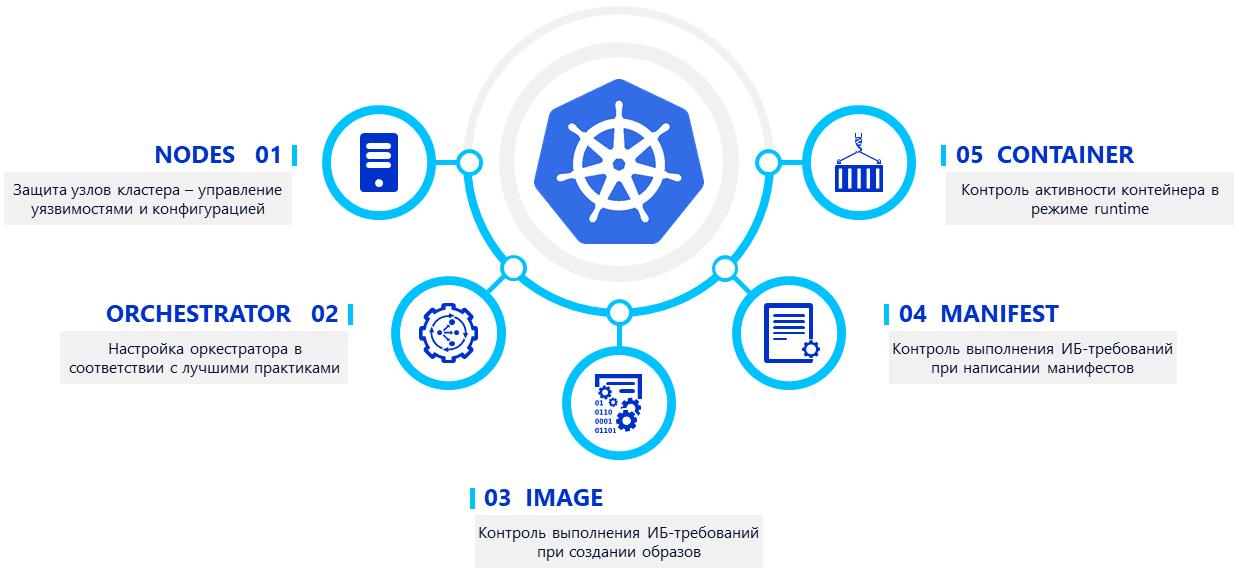 NODES 01
Защита узлов кластера – управление
уязвимостями и конфигурацией
ORCHESTRATOR 02
Настройка оркестратора в
соответствии с лучшими практиками
01
0110
0001
01101
03 IMAGE
Контроль выполнения ИБ-требований
при создании образов
04 MANIFEST
Контроль выполнения ИБ-требований
при написании манифестов
05 CONTAINER
Контроль активности контейнера в
режиме runtime